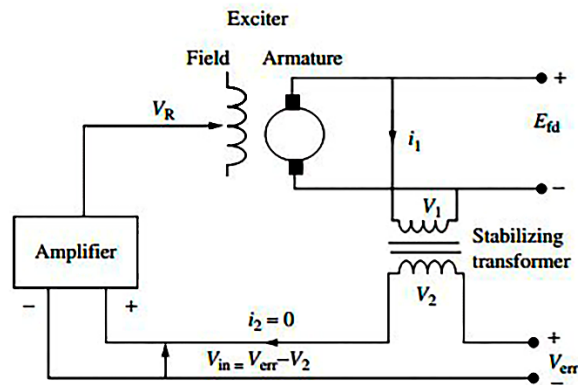 Exciter
Field Armature
V_R
+
E_fd
i_1
−
V_1
Stabilizing
transformer
Amplifier
V_2
− +
i_2 = 0
+
V_in = V_err − V_2
V_err
−